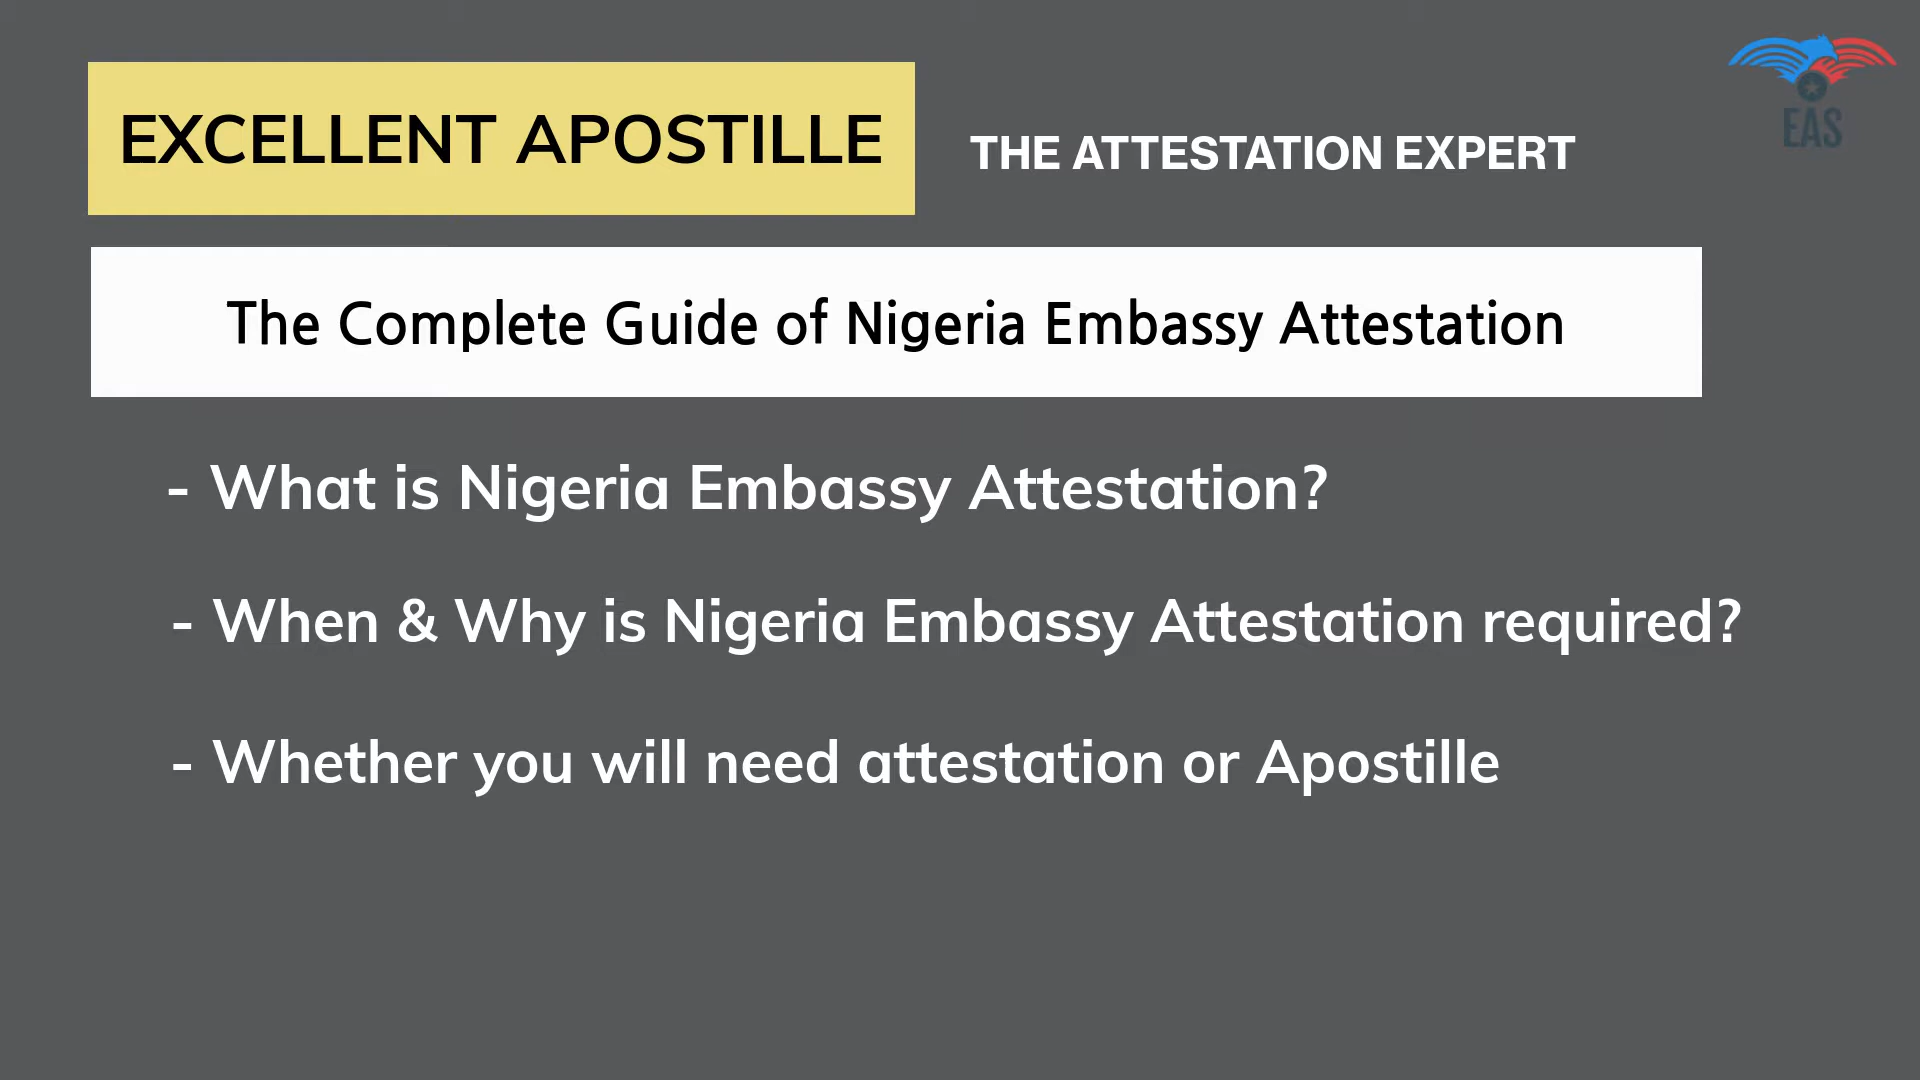 EXCELLENT APOSTILLE
THE ATTESTATION EXPERT
EAS
The Complete Guide of Nigeria Embassy Attestation
- What is Nigeria Embassy Attestation?
- When & Why is Nigeria Embassy Attestation required?
- Whether you will need attestation or Apostille